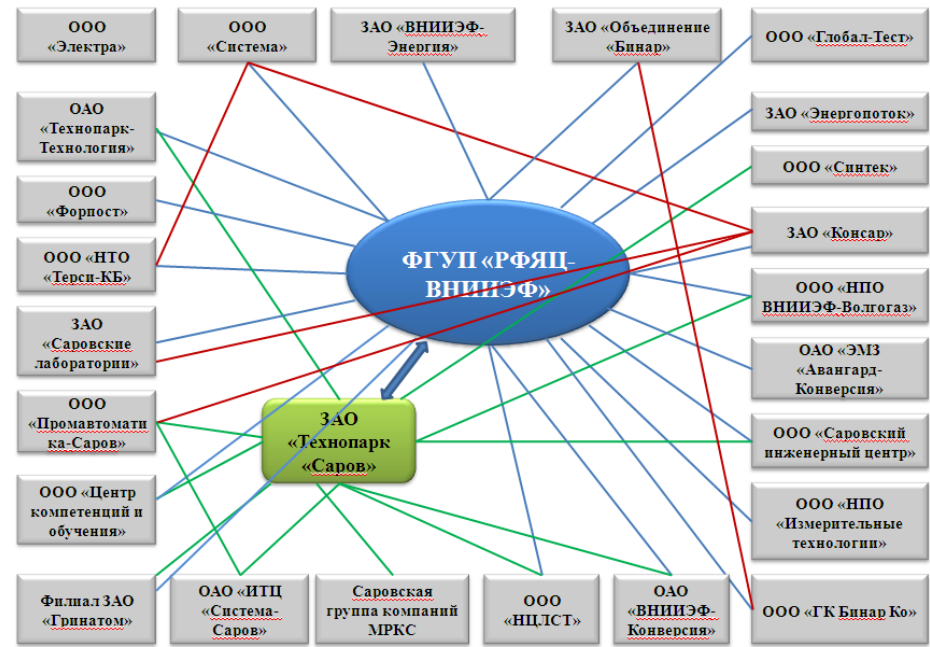 ООО
«Электра»
ООО
«Система»
ЗАО «ВНИИЭФ-
Энергия»
ЗАО «Объединение
«Бинар»
ООО «Глобал-Тест»
ОАО
«Технопарк-
Технология»
ЗАО «Энергопоток»
ООО «Синтек»
ООО
«Форпост»
ЗАО «Консар»
ООО «НТО
«Терси-КБ»
ФГУП «РФЯЦ-
ВНИИЭФ»
ООО «НПО
ВНИИЭФ-Волгогаз»
ЗАО
«Саровские
лаборатории»
ОАО «ЭМЗ
«Авангард-
Конверсия»
ООО
«Промавтомати
ка-Саров»
ЗАО
«Технопарк
«Саров»
ООО «Саровский
инженерный центр»
ООО «Центр
компетенций и
обучения»
ООО «НПО
«Измерительные
технологии»
Филиал ЗАО
«Гринатом»
ОАО «ИТЦ
«Система-
Саров»
Саровская
группа компаний
МРКС
ООО
«НЦЛСТ»
ОАО
«ВНИИЭФ-
Конверсия»
ООО «ГК Бинар Ко»